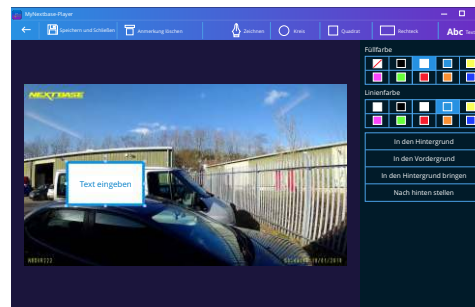 MyNextbase-Player
Speichern und Schließen
Anmerkung löschen
Zeichnen
Kreis
Quadrat
Rechteck
Abc Text
Füllfarbe
NEXTBASE
Linienfarbe
In den Hintergrund
In den Vordergrund
In den Hintergrund bringen
Nach hinten stellen
Text eingeben